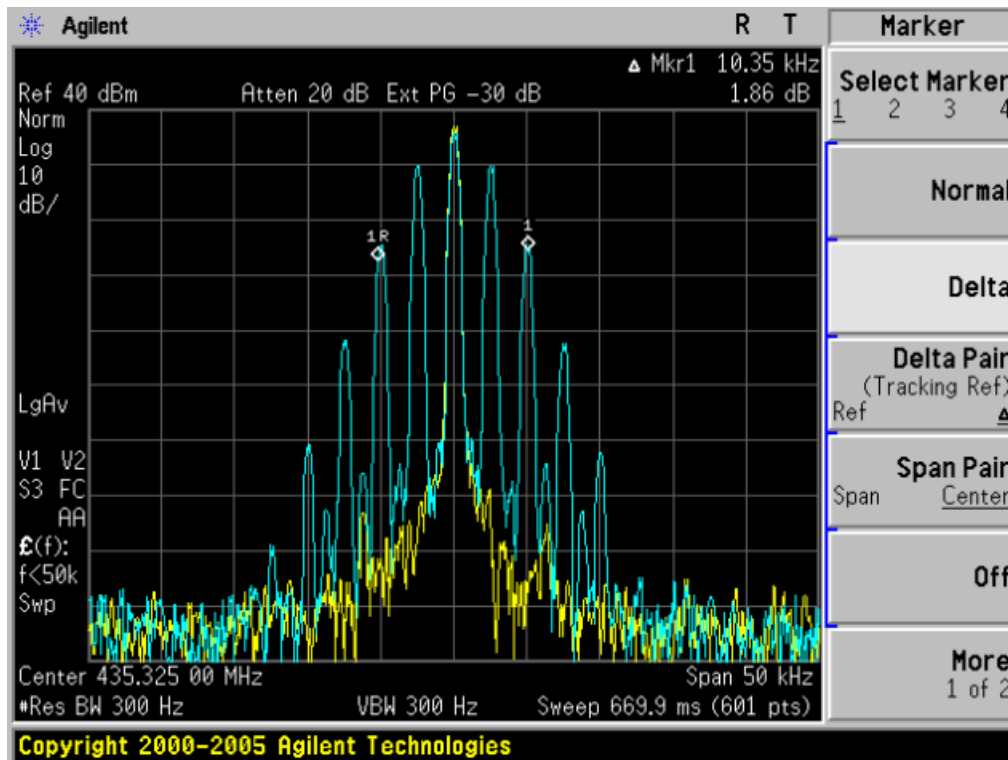 Agilent R T Marker
Δ Mkr1 10.35 kHz
Ref 40 dBm Atten 20 dB Ext PG -30 dB 1.86 dB
Norm
Log
10
dB/
1R
1
LgAv
V1 V2
S3 FC
AA
£(f):
f<50k
Swp
Center 435.325 00 MHz Span 50 kHz
#Res BW 300 Hz VBW 300 Hz Sweep 669.9 ms (601 pts)
Copyright 2000-2005 Agilent Technologies
Select Marker
1 2 3 4
Normal
Delta
Delta Pair
(Tracking Ref)
Ref Δ
Span Pair
Span Center
Off
More
1 of 2